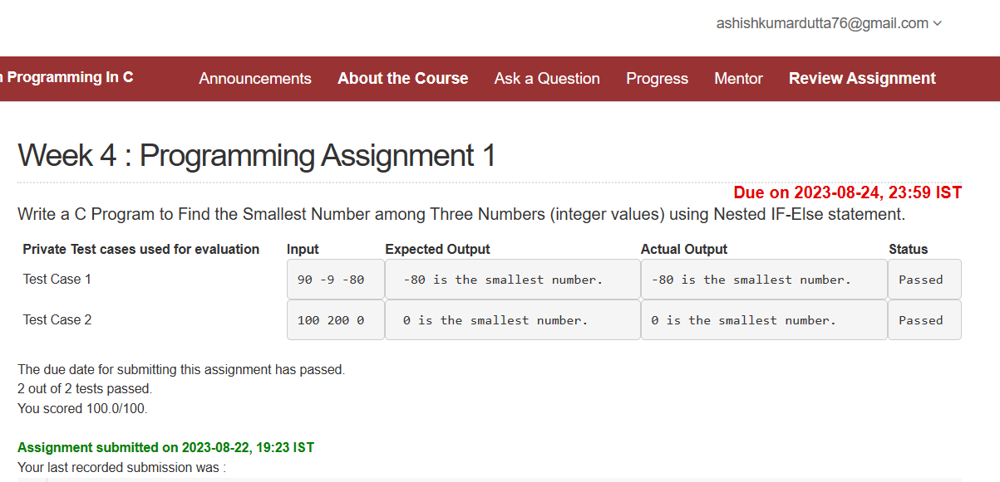 ashishkumardutta76@gmail.com
Programming In C Announcements About the Course Ask a Question Progress Mentor Review Assignment
Week 4 : Programming Assignment 1
Due on 2023-08-24, 23:59 IST
Write a C Program to Find the Smallest Number among Three Numbers (integer values) using Nested IF-Else statement.
Private Test cases used for evaluation Input Expected Output Actual Output Status
Test Case 1 90 -9 -80 -80 is the smallest number. -80 is the smallest number. Passed
Test Case 2 100 200 0 0 is the smallest number. 0 is the smallest number. Passed
The due date for submitting this assignment has passed.
2 out of 2 tests passed.
You scored 100.0/100.
Assignment submitted on 2023-08-22, 19:23 IST
Your last recorded submission was :